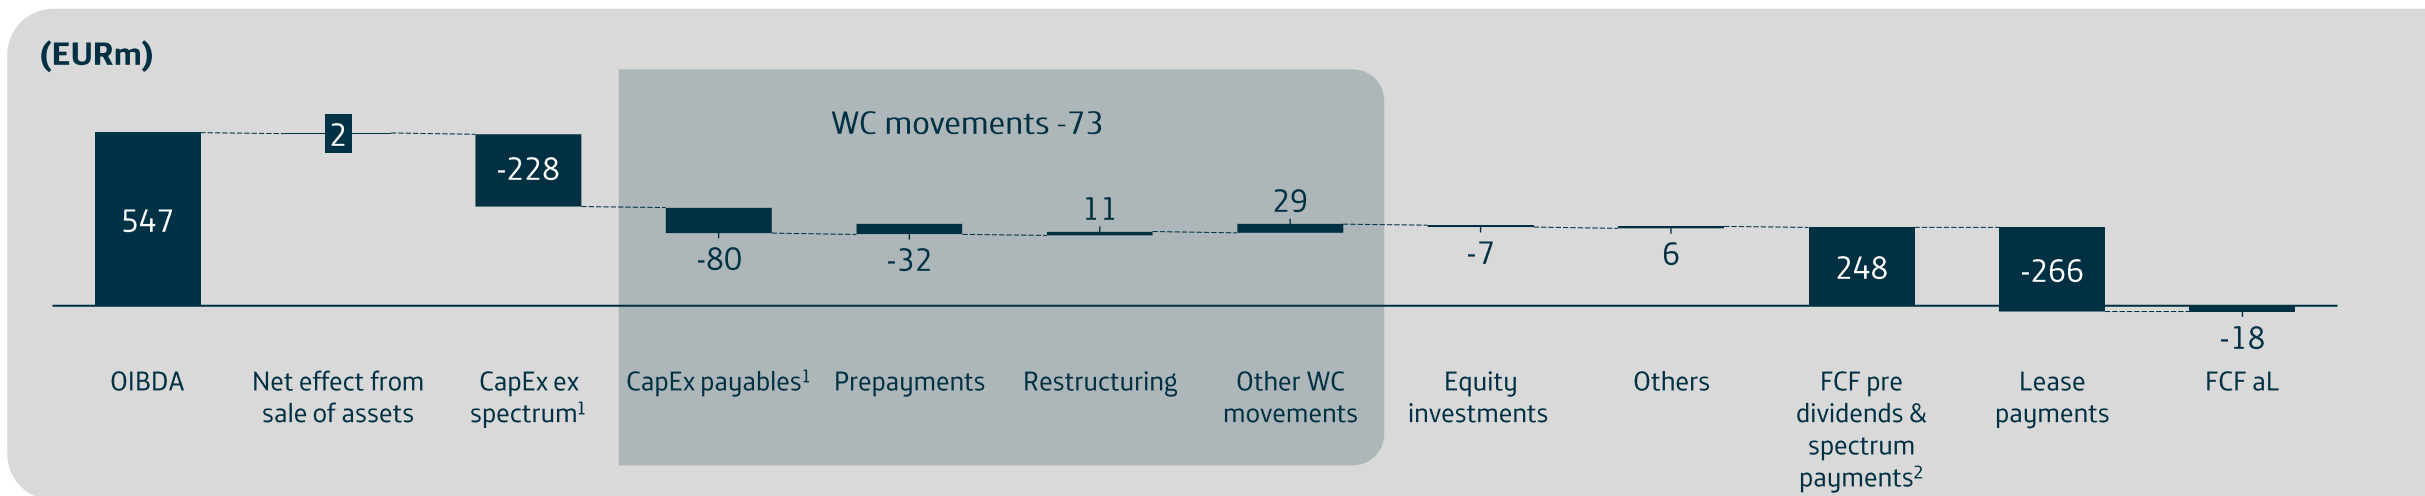 (EURm)
WC movements -73
547
2
-228
-80
-32
11
29
-7
6
248
-266
-18
OIBDA
Net effect from
sale of assets
CapEx ex
spectrum¹
CapEx payables¹
Prepayments
Restructuring
Other WC
movements
Equity
investments
Others
FCF pre
dividends &
spectrum
payments²
Lease
payments
FCF aL